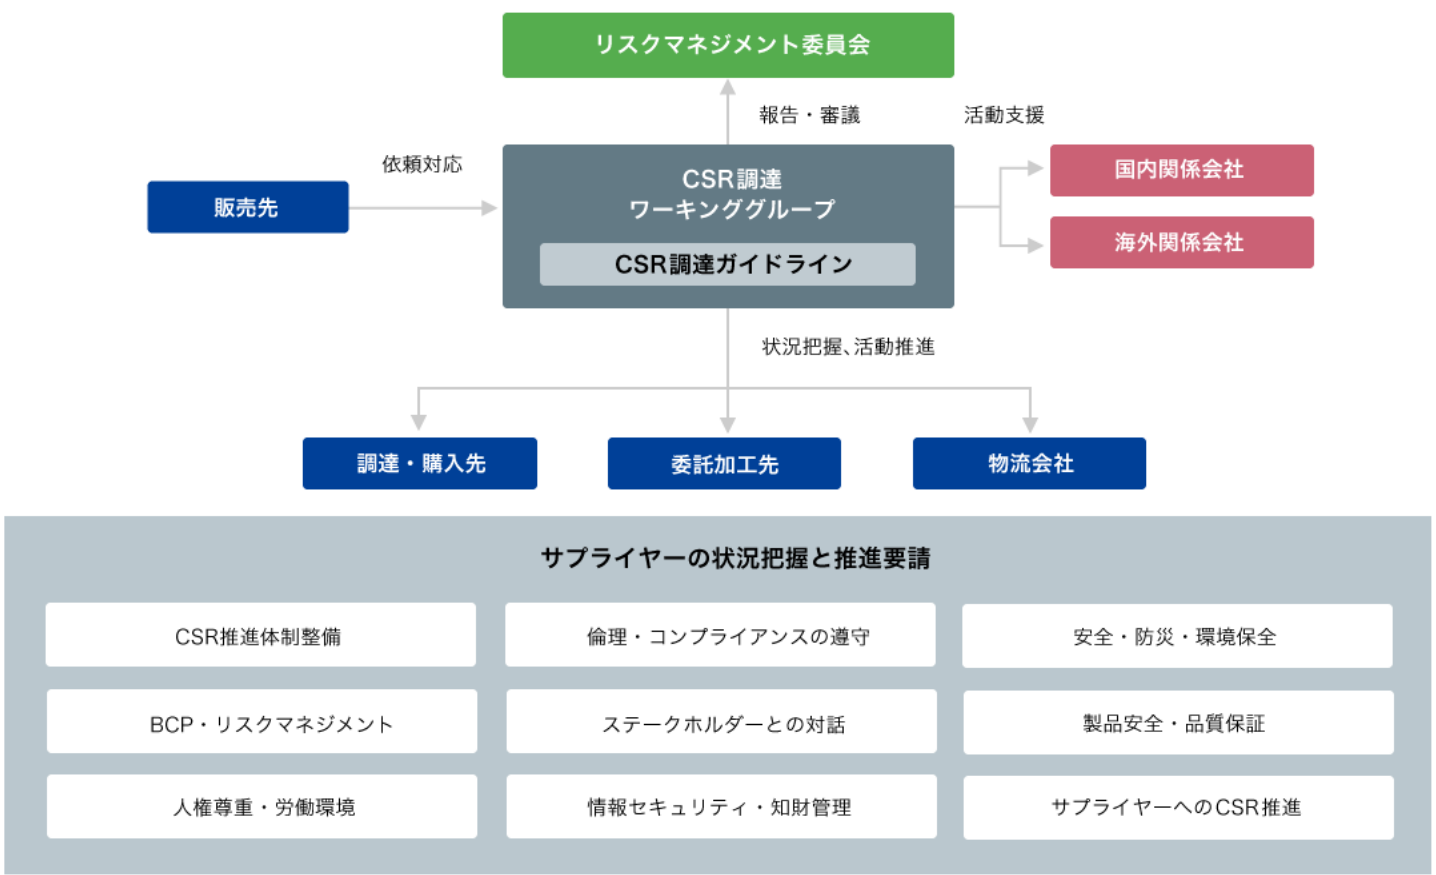 リスクマネジメント委員会
報告・審議
活動支援
依頼対応
販売先
CSR調達
ワーキンググループ
CSR調達ガイドライン
国内関係会社
海外関係会社
状況把握、活動推進
調達・購入先
委託加工先
物流会社
サプライヤーの状況把握と推進要請
CSR推進体制整備
倫理・コンプライアンスの遵守
安全・防災・環境保全
BCP・リスクマネジメント
ステークホルダーとの対話
製品安全・品質保証
人権尊重・労働環境
情報セキュリティ・知財管理
サプライヤーへのCSR推進